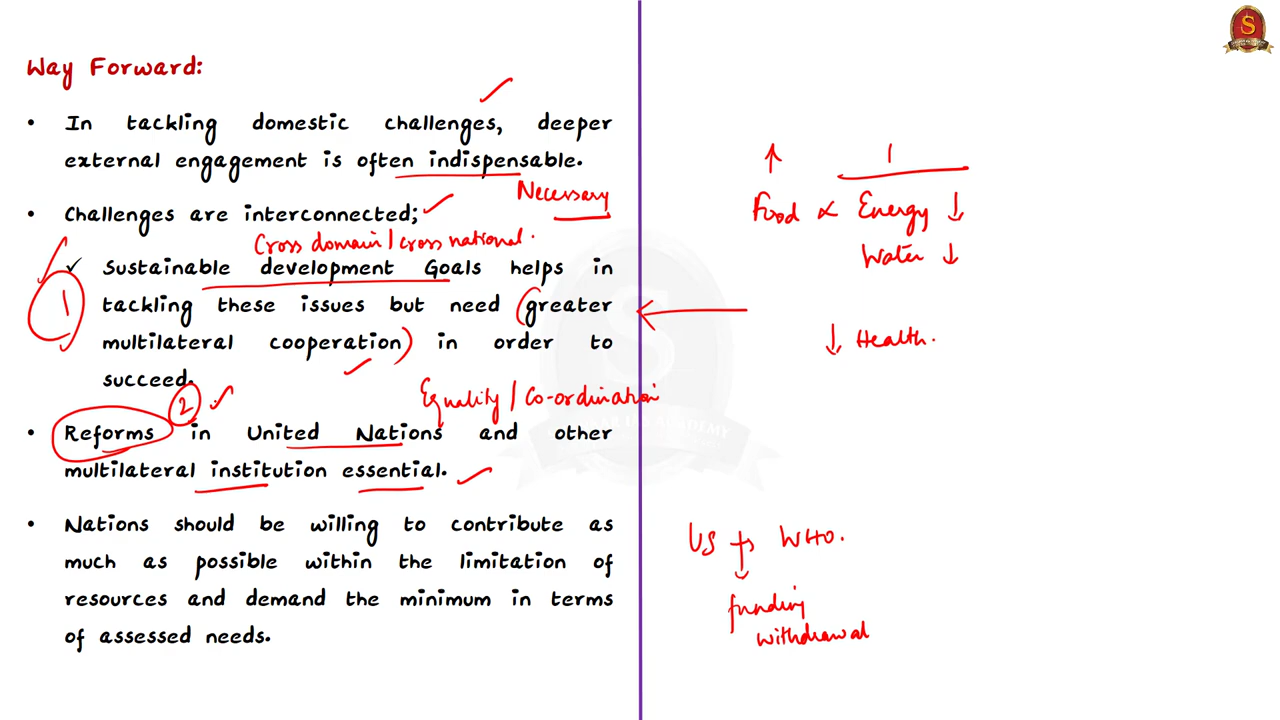 Way Forward:
• In tackling domestic challenges, deeper
external engagement is often indispensable.
Necessary
• Challenges are interconnected;
Cross domain / cross national.
✓ Sustainable development Goals helps in
tackling these issues but need (greater
multilateral cooperation) in order to
succeed.
1
2
Equality / Co-ordination
• Reforms in United Nations and other
multilateral institution essential.
• Nations should be willing to contribute as
much as possible within the limitation of
resources and demand the minimum in terms
of assessed needs.
↑ 1
Food ∝ Energy ↓
Water ↓
↓ Health.
US → WHO.
funding
withdrawal
S